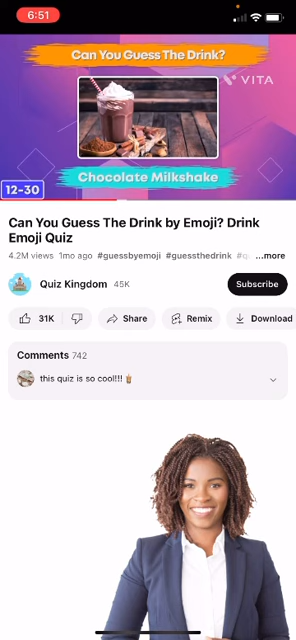 6:51
Can You Guess The Drink?
VITA
Chocolate Milkshake
12-30
Can You Guess The Drink by Emoji? Drink
Emoji Quiz
4.2M views 1mo ago #guessbyemoji #guessthedrink #q ...more
Quiz Kingdom 45K
Subscribe
31K
Share
Remix
Download
Comments 742
this quiz is so cool!!! 🧋